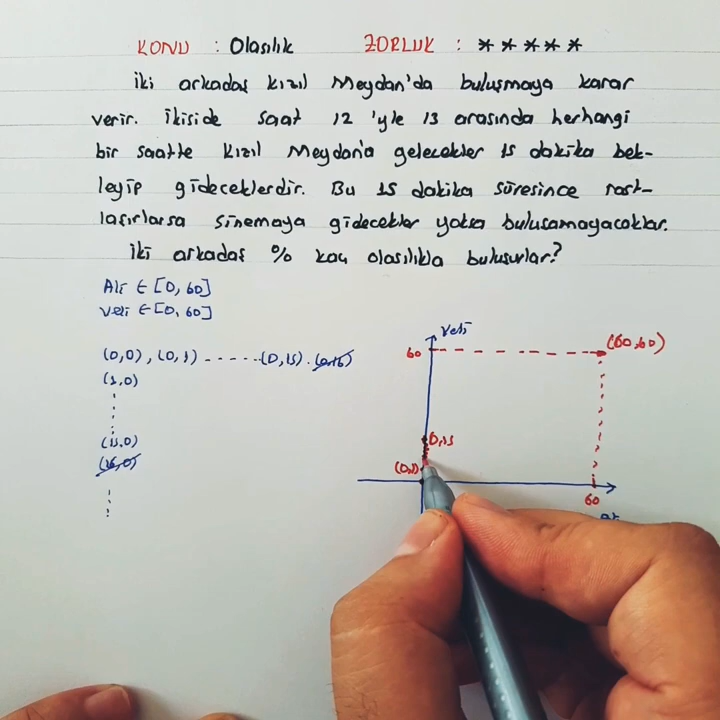 KONU : Olasılık ZORLUK : * * * * *
İki arkadaş Kızıl Meydan'da buluşmaya karar
verir. İkiside saat 12 'yle 13 arasında herhangi
bir saatte Kızıl Meydan'a gelecekler 15 dakika bek-
leyip gideceklerdir. Bu 15 dakika süresince rast-
laşırlarsa sinemaya gidecekler yoksa buluşamayacaklar.
İki arkadaş % kaç olasılıkla buluşurlar?
Ali ∈ [0, 60]
Veli ∈ [0, 60]
(0,0) , (0,1) ------ (0,15) . (0,16)
(1,0)
(15,0)
(16,0)
Veli
60
(60,60)
0,15
60